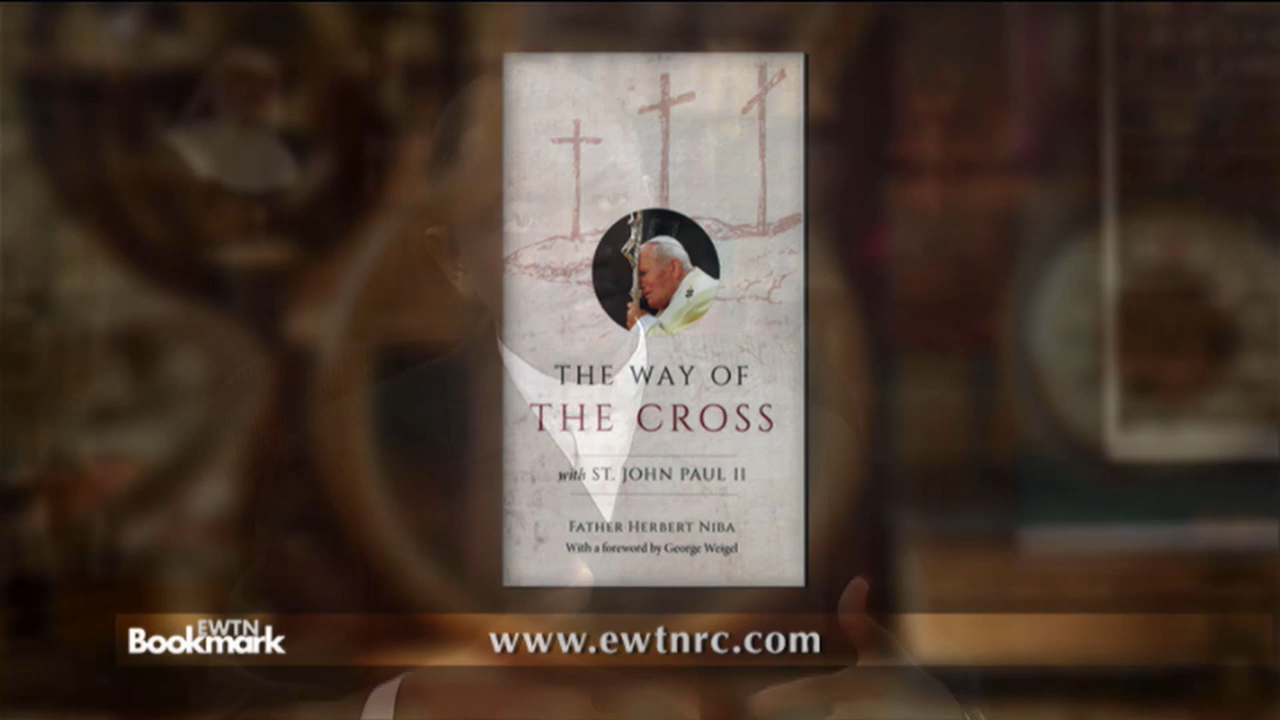 THE WAY OF
THE CROSS
with ST. JOHN PAUL II
FATHER HERBERT NIBA
With a foreword by George Weigel
EWTN
Bookmark
www.ewtnrc.com